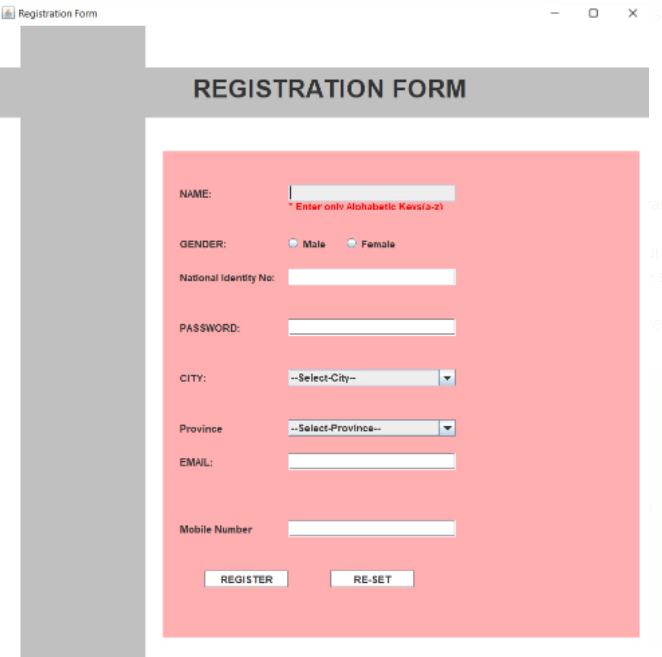 Registration Form
REGISTRATION FORM
NAME:
* Enter only Alphabetic Keys(a-z)
GENDER: Male Female
National Identity No:
PASSWORD:
CITY: --Select-City--
Province --Select-Province--
EMAIL:
Mobile Number
REGISTER RE-SET